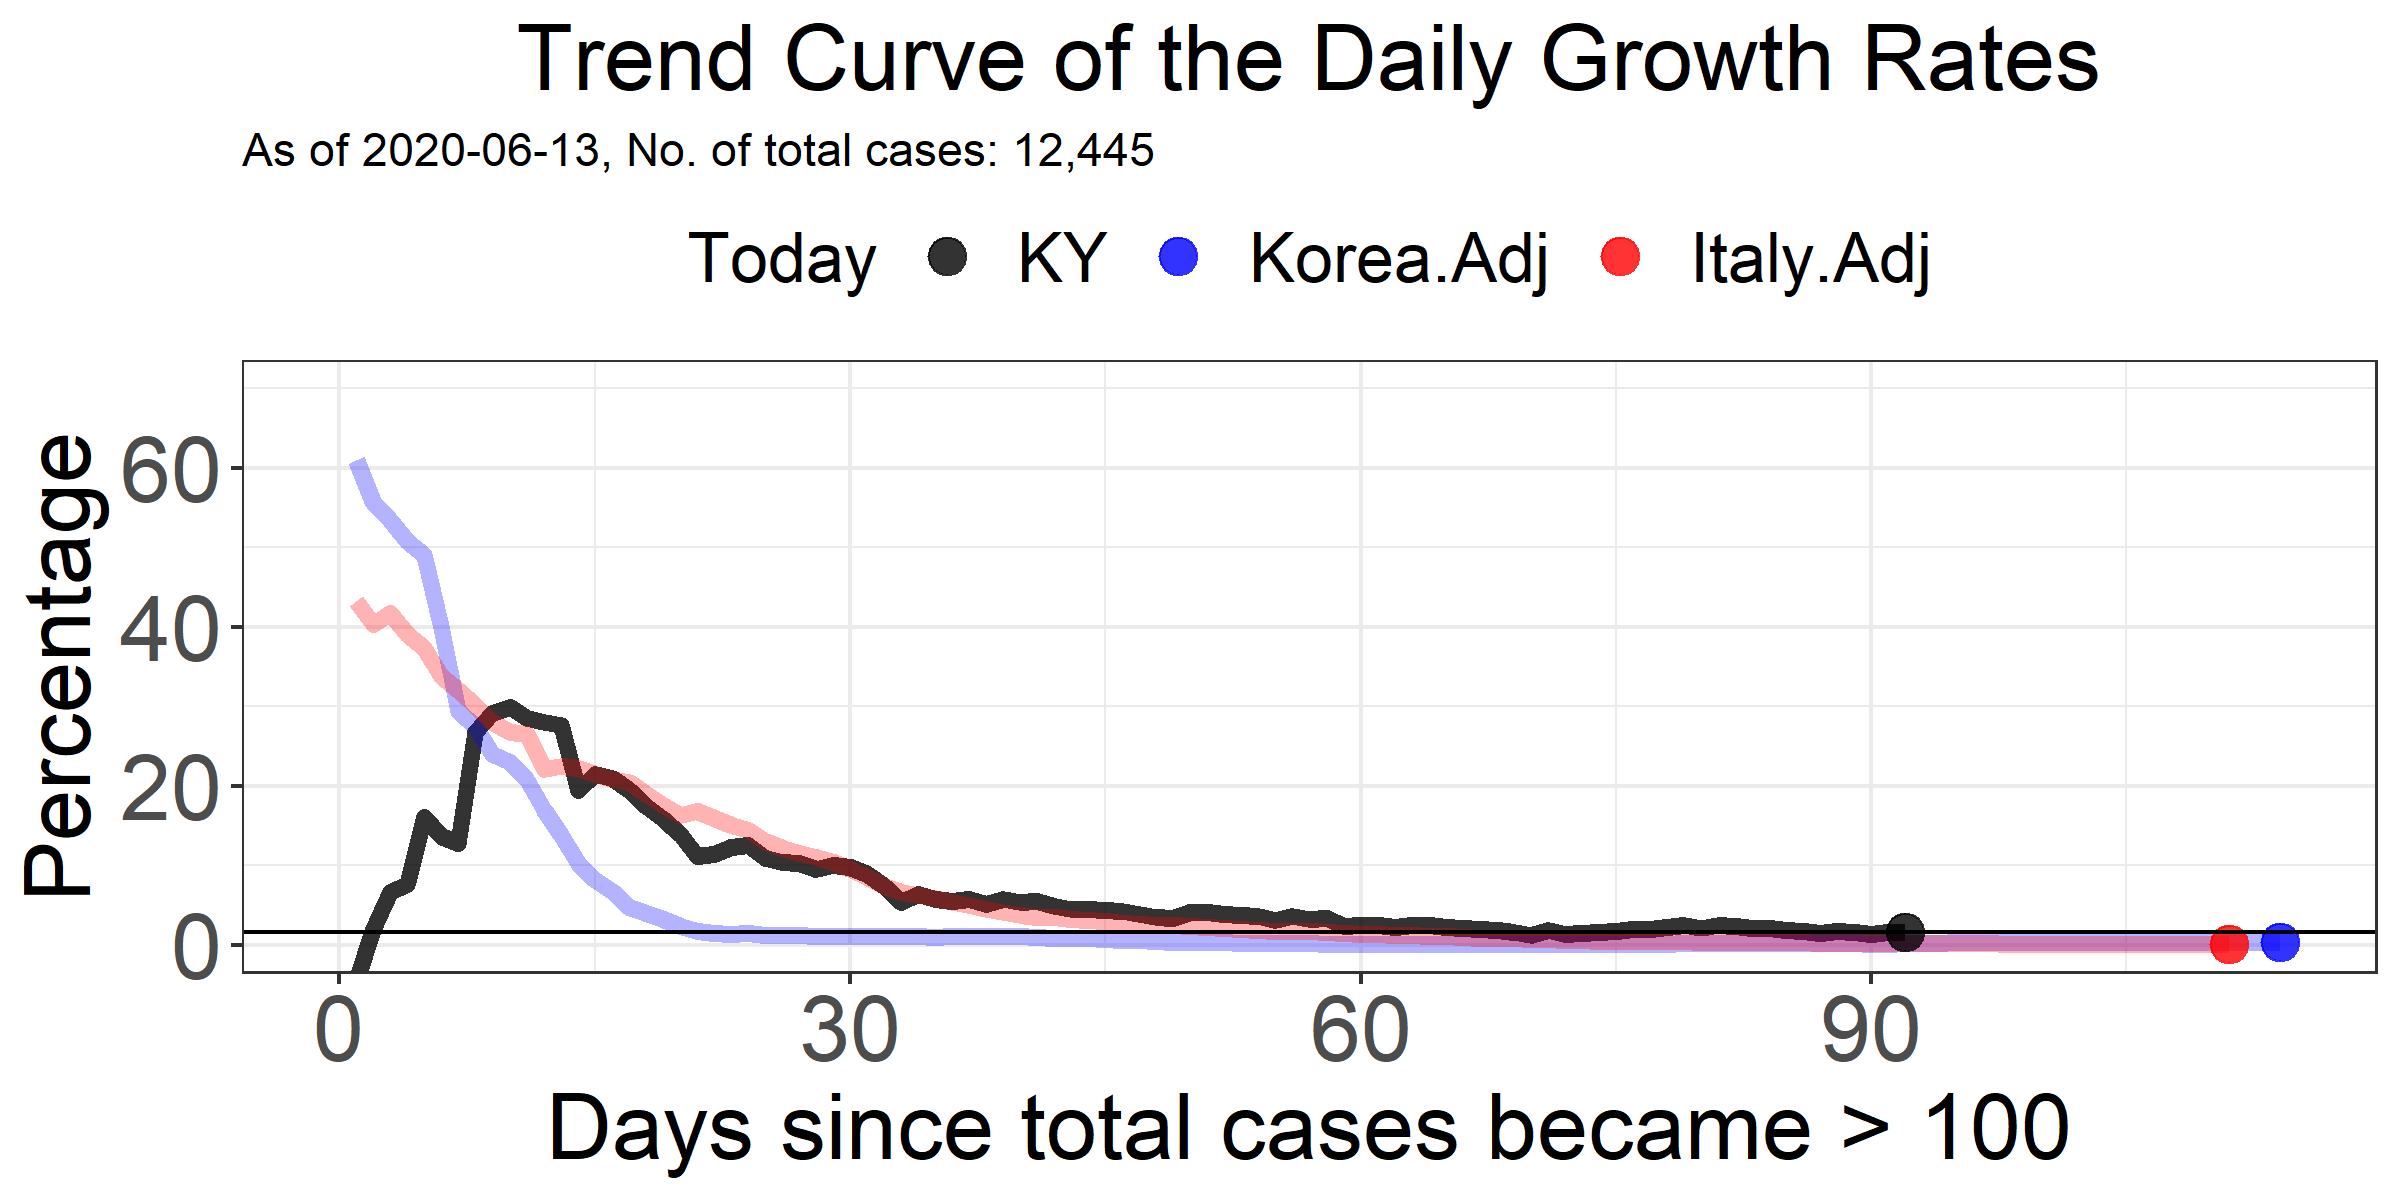 Trend Curve of the Daily Growth Rates
As of 2020-06-13, No. of total cases: 12,445
Today KY Korea.Adj Italy.Adj
Percentage
60
40
20
0
0 30 60 90
Days since total cases became > 100